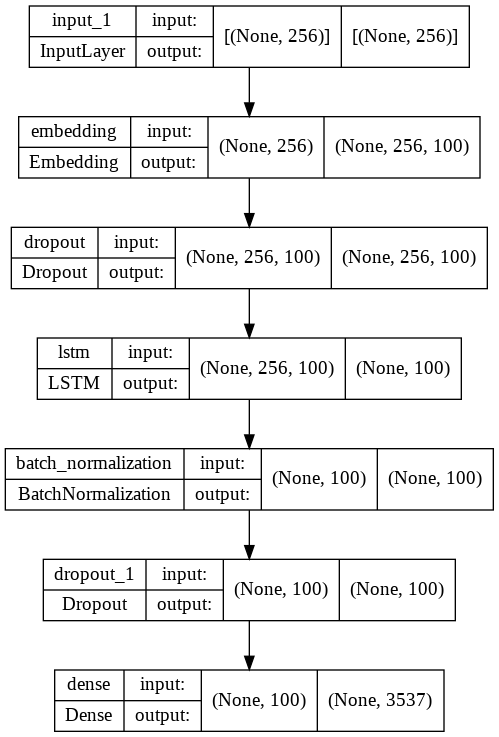 input_1 input: [(None, 256)] [(None, 256)]
InputLayer output:
embedding input: (None, 256) (None, 256, 100)
Embedding output:
dropout input: (None, 256, 100) (None, 256, 100)
Dropout output:
lstm input: (None, 256, 100) (None, 100)
LSTM output:
batch_normalization input: (None, 100) (None, 100)
BatchNormalization output:
dropout_1 input: (None, 100) (None, 100)
Dropout output:
dense input: (None, 100) (None, 3537)
Dense output: